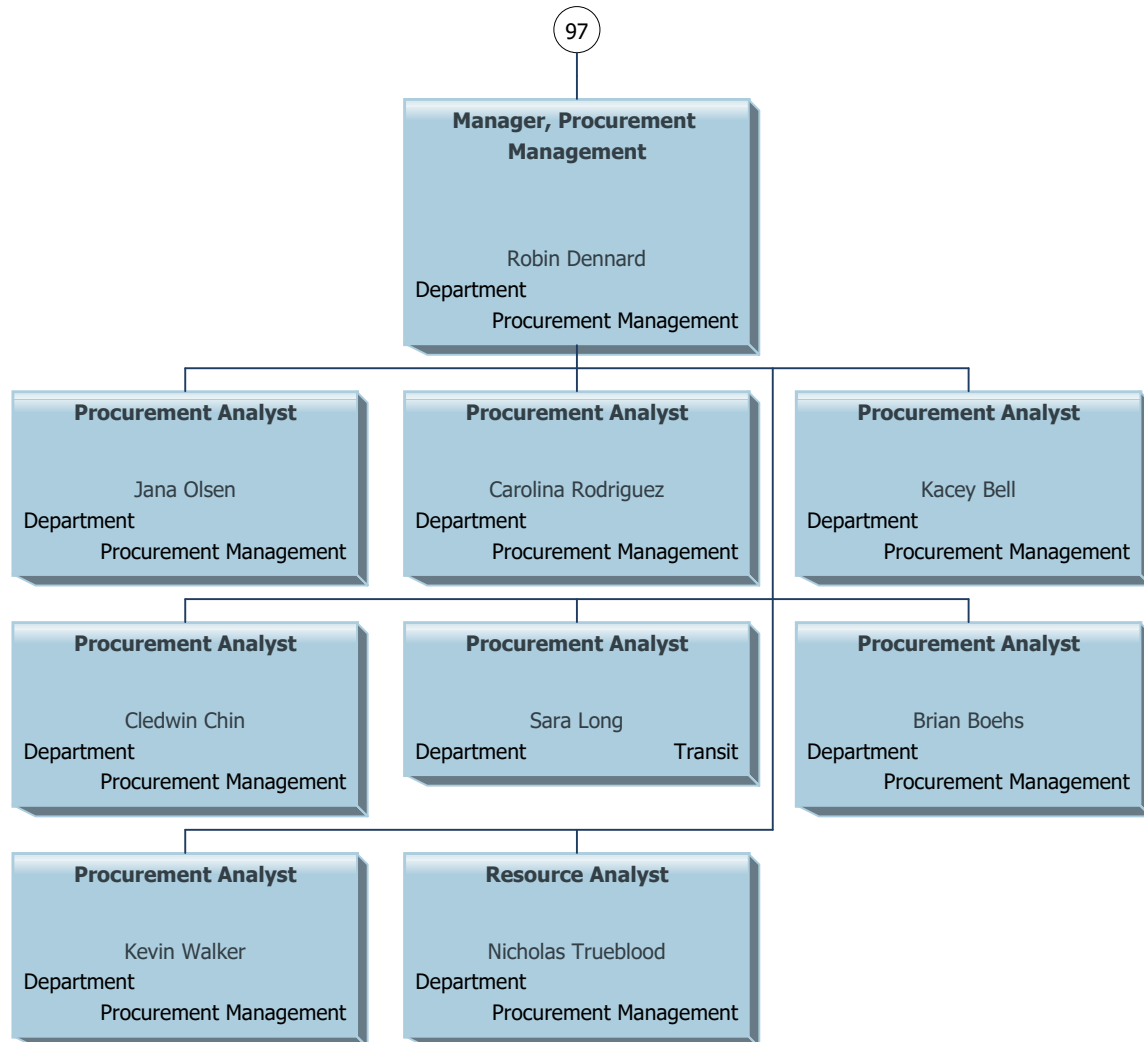 97
Manager, Procurement
Management
Robin Dennard
Department
Procurement Management
Procurement Analyst
Jana Olsen
Department
Procurement Management
Procurement Analyst
Carolina Rodriguez
Department
Procurement Management
Procurement Analyst
Kacey Bell
Department
Procurement Management
Procurement Analyst
Cledwin Chin
Department
Procurement Management
Procurement Analyst
Sara Long
Department Transit
Procurement Analyst
Brian Boehs
Department
Procurement Management
Procurement Analyst
Kevin Walker
Department
Procurement Management
Resource Analyst
Nicholas Trueblood
Department
Procurement Management